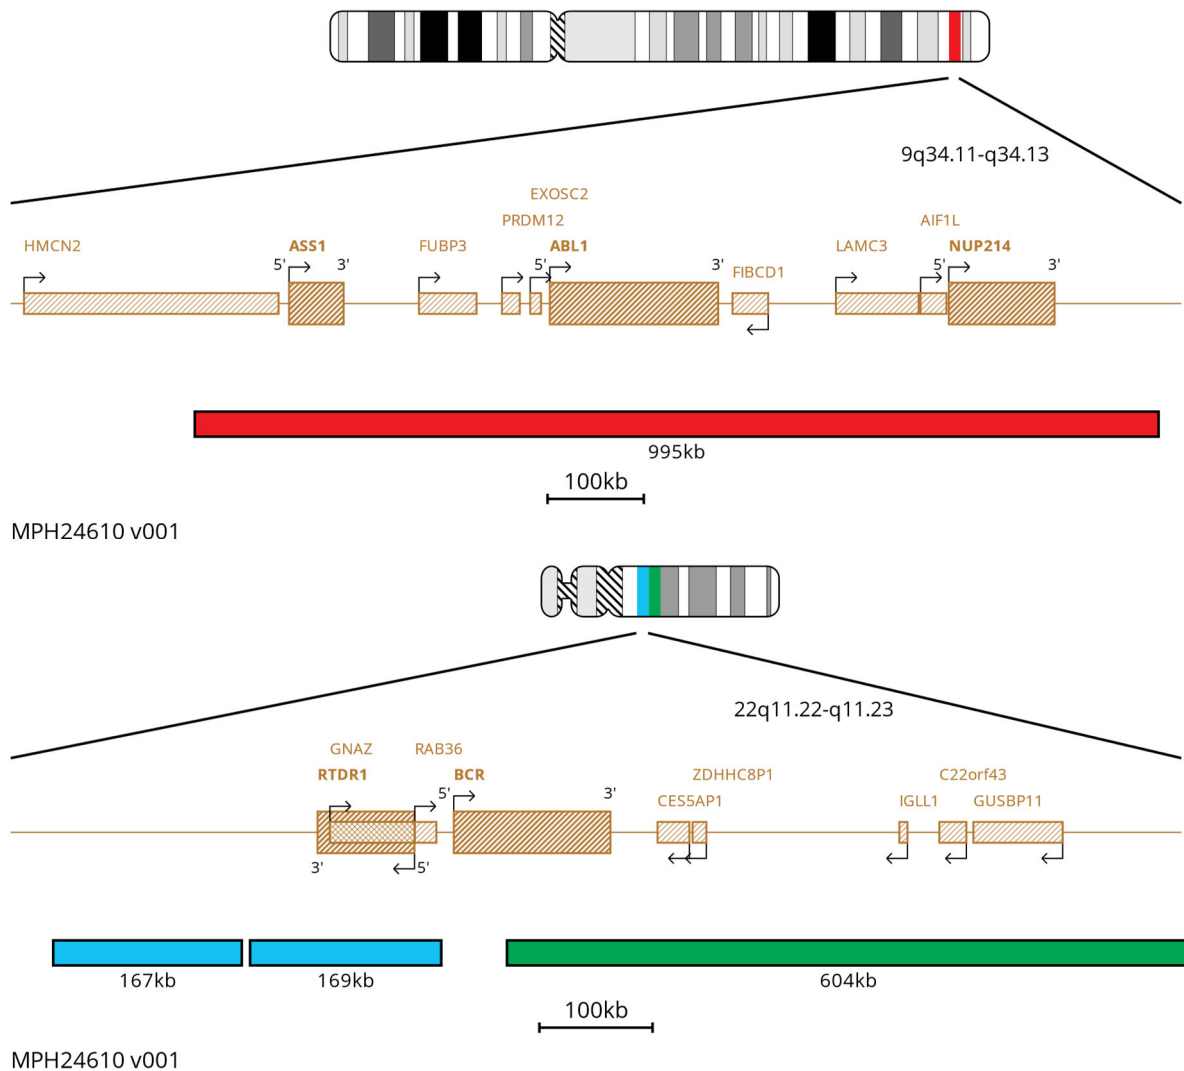 9q34.11-q34.13
EXOSC2
PRDM12
AIF1L
HMCN2
ASS1
FUBP3
ABL1
LAMC3
NUP214
5'
3'
5'
3'
FIBCD1
5'
3'
995kb
100kb
MPH24610 v001
22q11.22-q11.23
GNAZ
RAB36
RTDR1
BCR
ZDHHC8P1
C22orf43
5'
3'
CES5AP1
IGLL1
GUSBP11
3'
5'
167kb
169kb
604kb
100kb
MPH24610 v001